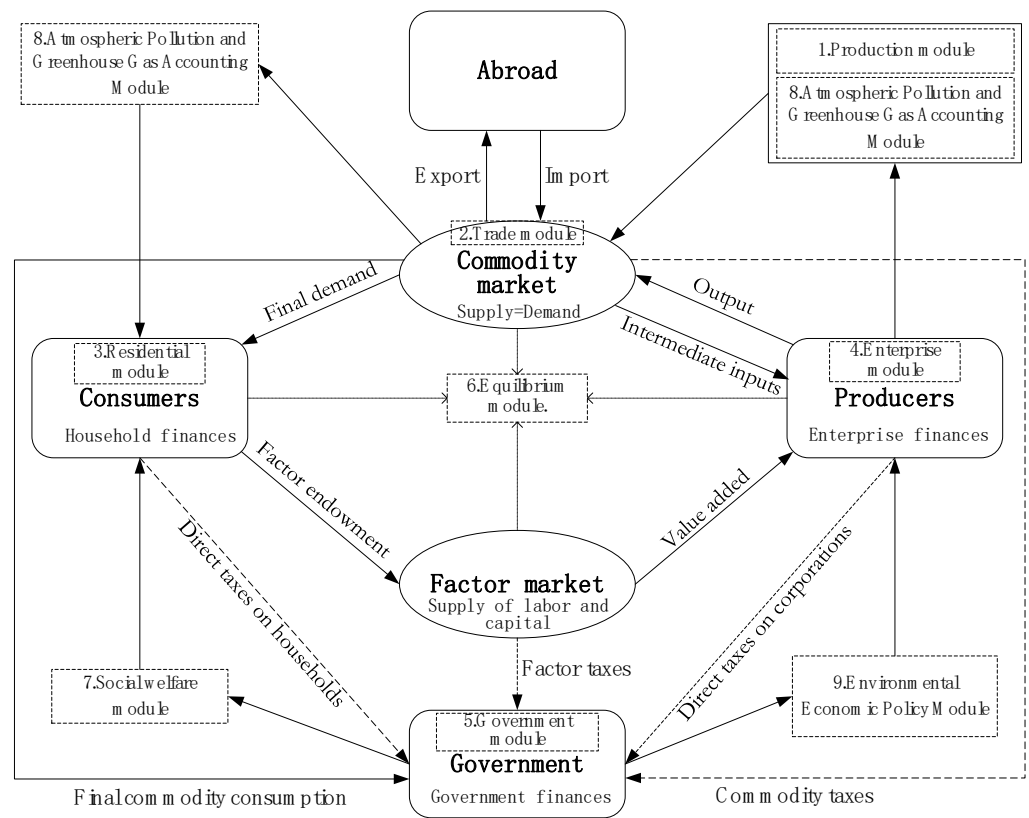 8.Atmospheric Pollution and
Greenhouse Gas Accounting
Module
Abroad
1.Production module
8.Atmospheric Pollution and
Greenhouse Gas Accounting
Module
Export
Import
2.Trade module
Commodity
market
Supply=Demand
Final demand
Output
Intermediate inputs
3.Residential
module
Consumers
Household finances
6.Equilibrium
module.
4.Enterprise
module
Producers
Enterprise finances
Factor endowment
Value added
Factor market
Supply of labor and
capital
Direct taxes on households
Factor taxes
Direct taxes on corporations
7.Social welfare
module
9.Environmental
Economic Policy Module
5.Government
module
Government
Government finances
Final commodity consumption
Commodity taxes